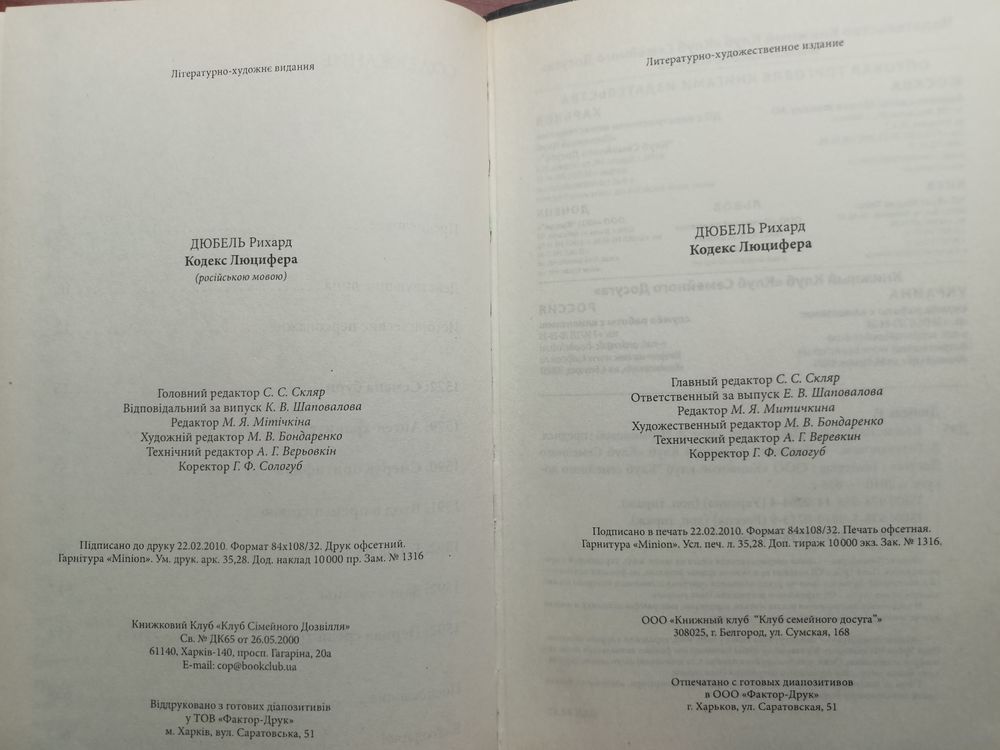 Літературно-художнє видання
ДЮБЕЛЬ Рихард
Кодекс Люцифера
(російською мовою)
Головний редактор С. С. Скляр
Відповідальний за випуск К. В. Шаповалова
Редактор М. Я. Мітічкіна
Художній редактор М. В. Бондаренко
Технічний редактор А. Г. Верьовкін
Коректор Г. Ф. Сологуб
Підписано до друку 22.02.2010. Формат 84x108/32. Друк офсетний.
Гарнітура «Minion». Ум. друк. арк. 35,28. Дод. наклад 10 000 пр. Зам. № 1316
Книжковий Клуб «Клуб Сімейного Дозвілля»
Св. № ДК65 от 26.05.2000
61140, Харків-140, просп. Гагаріна, 20а
E-mail: cop@bookclub.ua
Віддруковано з готових діапозитивів
у ТОВ «Фактор-Друк»
м. Харків, вул. Саратовська, 51
Литературно-художественное издание
ДЮБЕЛЬ Рихард
Кодекс Люцифера
Главный редактор С. С. Скляр
Ответственный за выпуск Е. В. Шаповалова
Редактор М. Я. Митичкина
Художественный редактор М. В. Бондаренко
Технический редактор А. Г. Веревкин
Корректор Г. Ф. Сологуб
Подписано в печать 22.02.2010. Формат 84x108/32. Печать офсетная.
Гарнитура «Minion». Усл. печ. л. 35,28. Доп. тираж 10 000 экз. Зак. № 1316.
ООО «Книжный клуб "Клуб семейного досуга"»
308025, г. Белгород, ул. Сумская, 168
Отпечатано с готовых диапозитивов
в ООО «Фактор-Друк»
г. Харьков, ул. Саратовская, 51